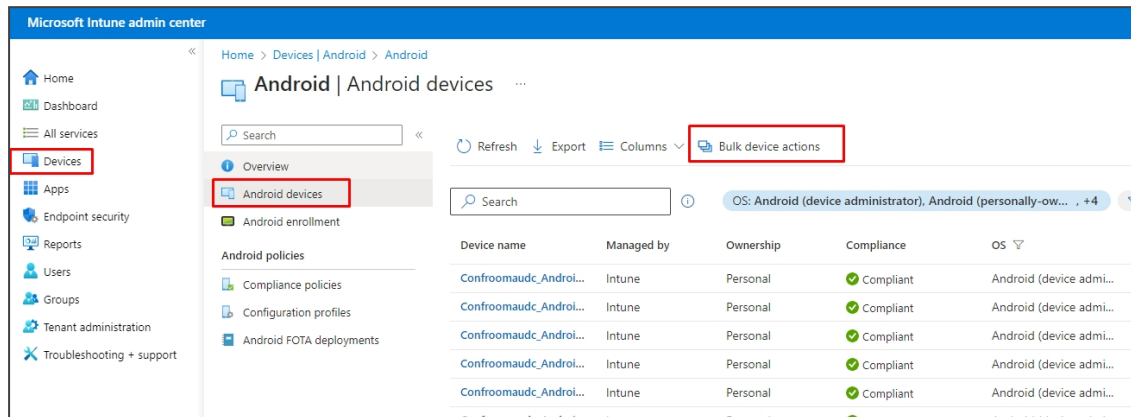 Microsoft Intune admin center
Home
Dashboard
All services
Devices
Apps
Endpoint security
Reports
Users
Groups
Tenant administration
Troubleshooting + support
Home > Devices | Android > Android
Android | Android devices ...
Search
Overview
Android devices
Android enrollment
Android policies
Compliance policies
Configuration profiles
Android FOTA deployments
Refresh Export Columns Bulk device actions
Search OS: Android (device administrator), Android (personally-ow... , +4
Device name Managed by Ownership Compliance OS
Confroomaudc_Androi... Intune Personal Compliant Android (device admi...
Confroomaudc_Androi... Intune Personal Compliant Android (device admi...
Confroomaudc_Androi... Intune Personal Compliant Android (device admi...
Confroomaudc_Androi... Intune Personal Compliant Android (device admi...
Confroomaudc_Androi... Intune Personal Compliant Android (device admi...